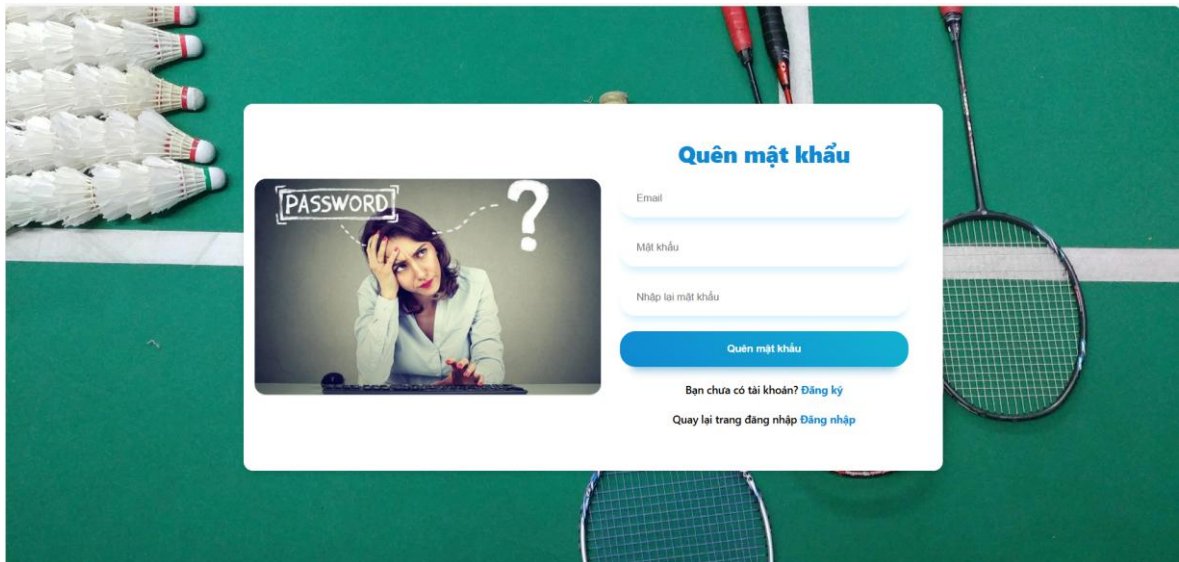 PASSWORD
?
Quên mật khẩu
Email
Mật khẩu
Nhập lại mật khẩu
Quên mật khẩu
Bạn chưa có tài khoản? Đăng ký
Quay lại trang đăng nhập Đăng nhập